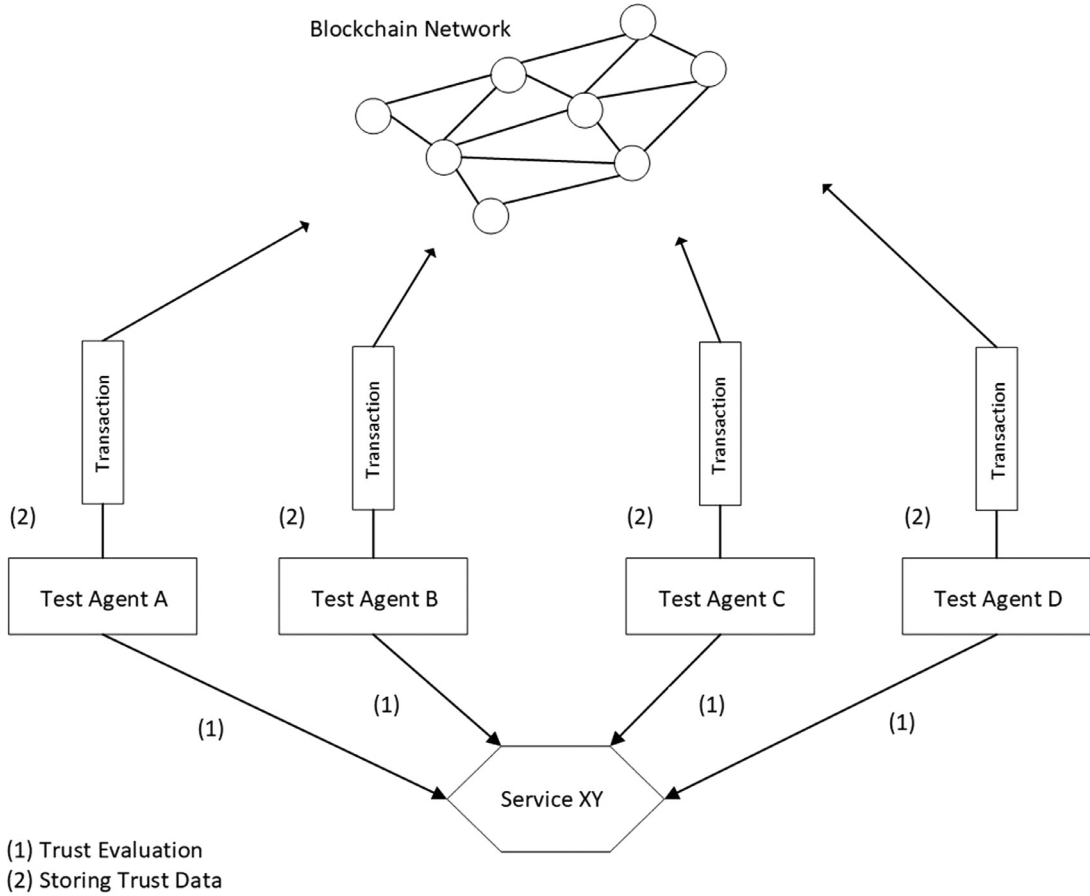 Blockchain Network
Transaction
Transaction
Transaction
Transaction
(2)
(2)
(2)
(2)
Test Agent A
Test Agent B
Test Agent C
Test Agent D
(1)
(1)
(1)
(1)
Service XY
(1) Trust Evaluation
(2) Storing Trust Data